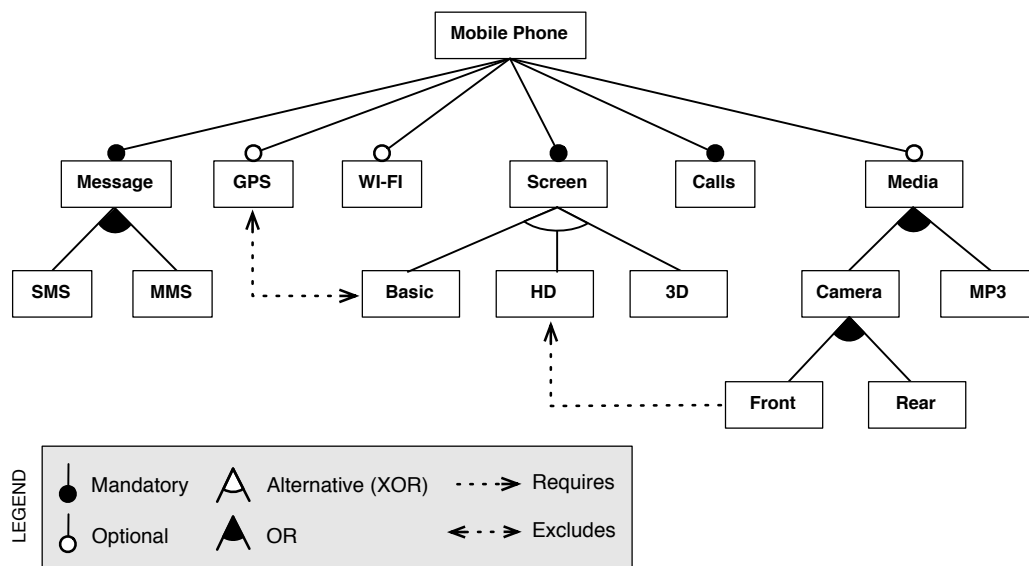 Mobile Phone
Message
GPS
WI-FI
Screen
Calls
Media
SMS
MMS
Basic
HD
3D
Camera
MP3
Front
Rear
LEGEND
Mandatory
Alternative (XOR)
Requires
Optional
OR
Excludes